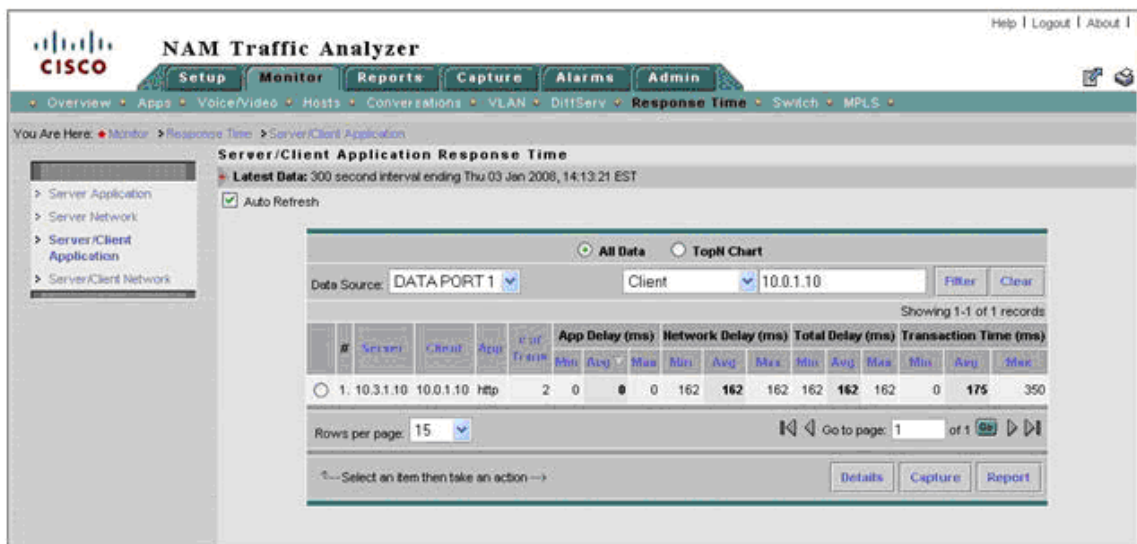 Help | Logout | About |
CISCO
NAM Traffic Analyzer
Setup Monitor Reports Capture Alarms Admin
Overview Apps Voice/Video Hosts Conversations VLAN DiffServ Response Time Switch MPLS
You Are Here: Monitor > Response Time > Server/Client Application
Server/Client Application Response Time
Latest Data: 300 second interval ending Thu 03 Jan 2008, 14:13:21 EST
Auto Refresh
> Server Application
> Server Network
> Server/Client Application
> Server/Client Network
All Data TopN Chart
Data Source: DATA PORT 1 Client 10.0.1.10 Filter Clear
Showing 1-1 of 1 records
App Delay (ms) Network Delay (ms) Total Delay (ms) Transaction Time (ms)
# Server Client App # of Trans Min Avg Max Min Avg Max Min Avg Max Min Avg Max
1. 10.3.1.10 10.0.1.10 http 2 0 0 0 162 162 162 162 162 162 0 175 350
Rows per page: 15 Go to page: 1 of 1 Go
*---Select an item then take an action --> Details Capture Report